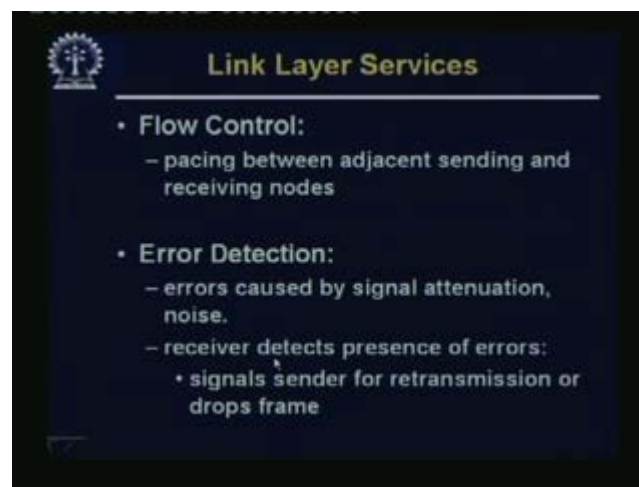 Link Layer Services
• Flow Control:
– pacing between adjacent sending and
receiving nodes
• Error Detection:
– errors caused by signal attenuation,
noise.
– receiver detects presence of errors:
• signals sender for retransmission or
drops frame